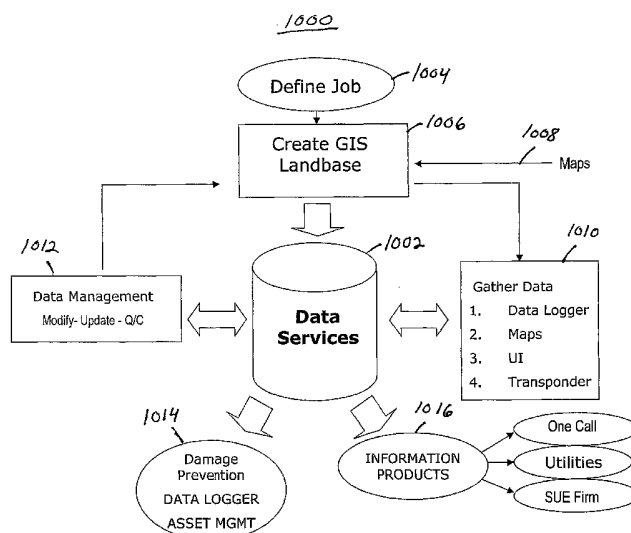 1000
Define Job
1004
Create GIS
Landbase
1006
1008
Maps
1012
Data Management
Modify- Update - Q/C
1002
Data
Services
1010
Gather Data
1. Data Logger
2. Maps
3. UI
4. Transponder
1014
Damage
Prevention
DATA LOGGER
ASSET MGMT
1016
INFORMATION
PRODUCTS
One Call
Utilities
SUE Firm